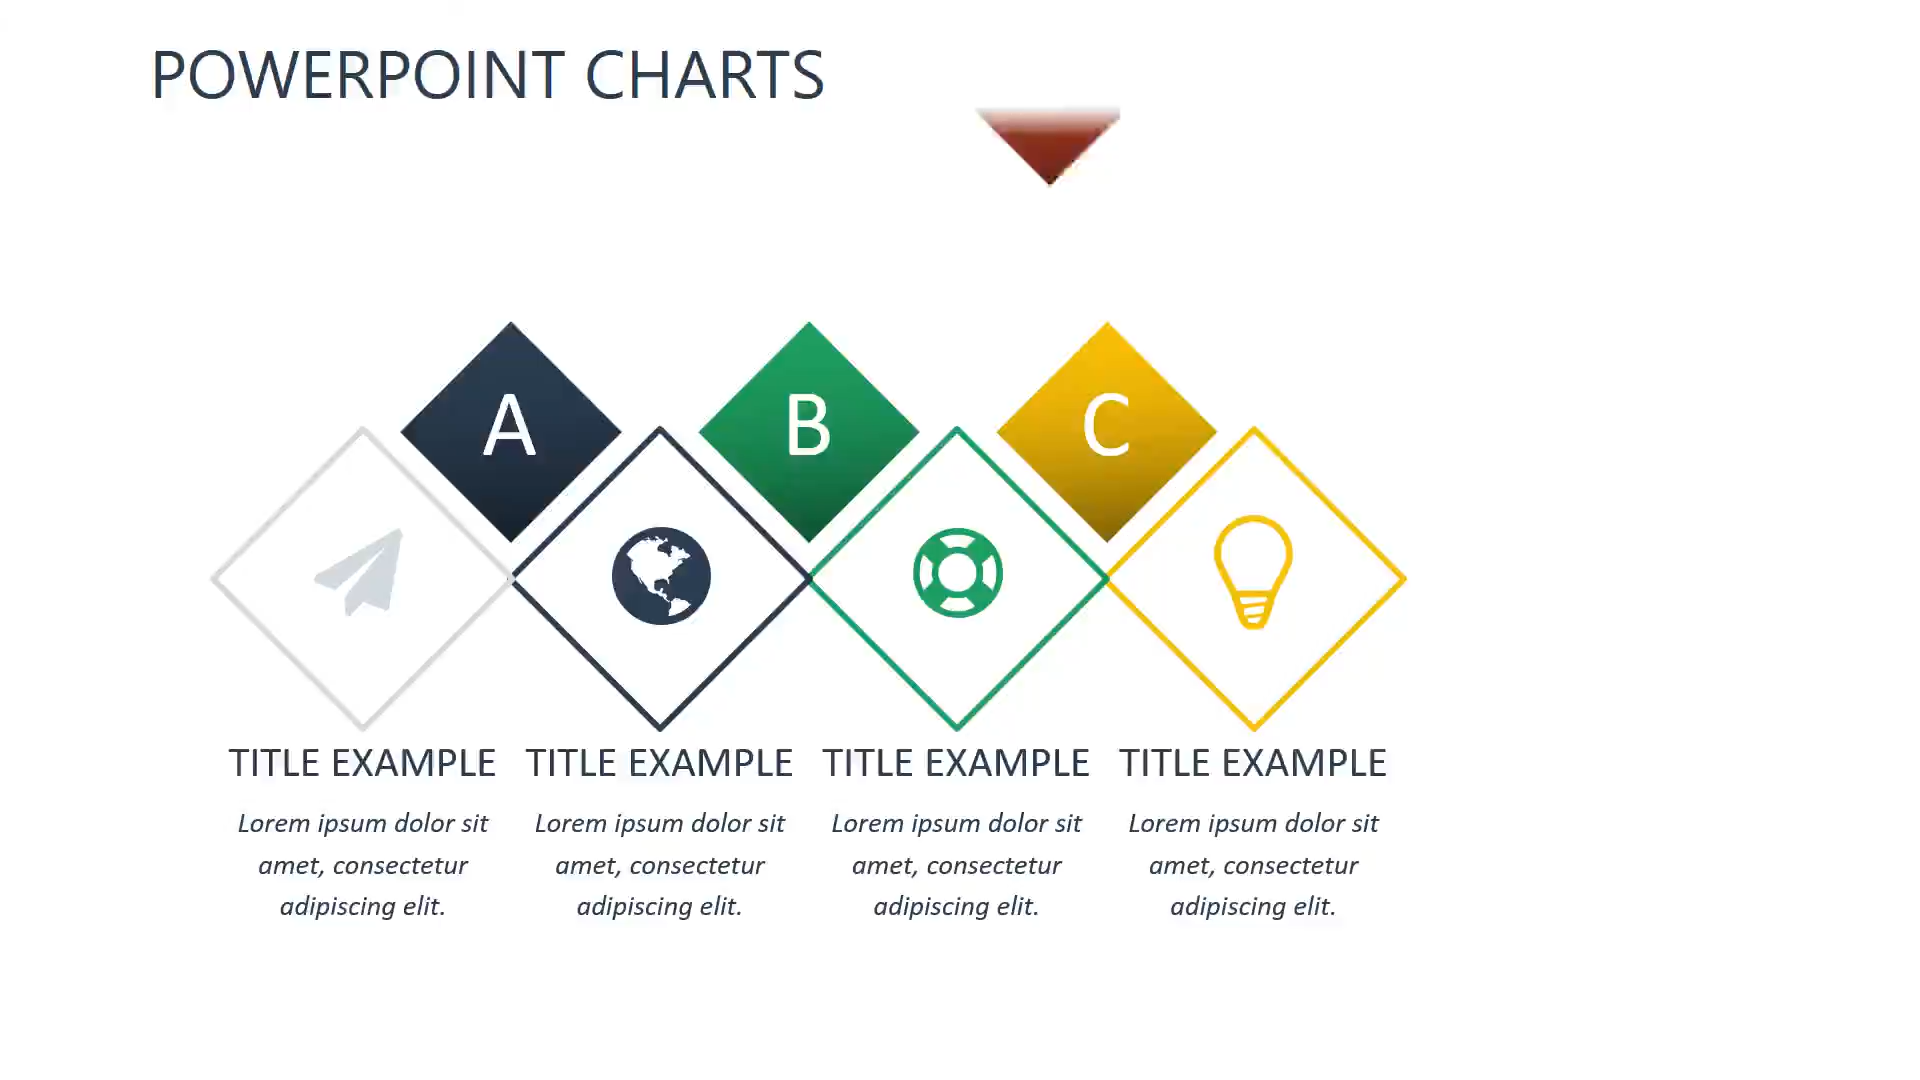 POWERPOINT CHARTS
A B C
TITLE EXAMPLE TITLE EXAMPLE TITLE EXAMPLE TITLE EXAMPLE
Lorem ipsum dolor sit Lorem ipsum dolor sit Lorem ipsum dolor sit Lorem ipsum dolor sit
amet, consectetur amet, consectetur amet, consectetur amet, consectetur
adipiscing elit. adipiscing elit. adipiscing elit. adipiscing elit.